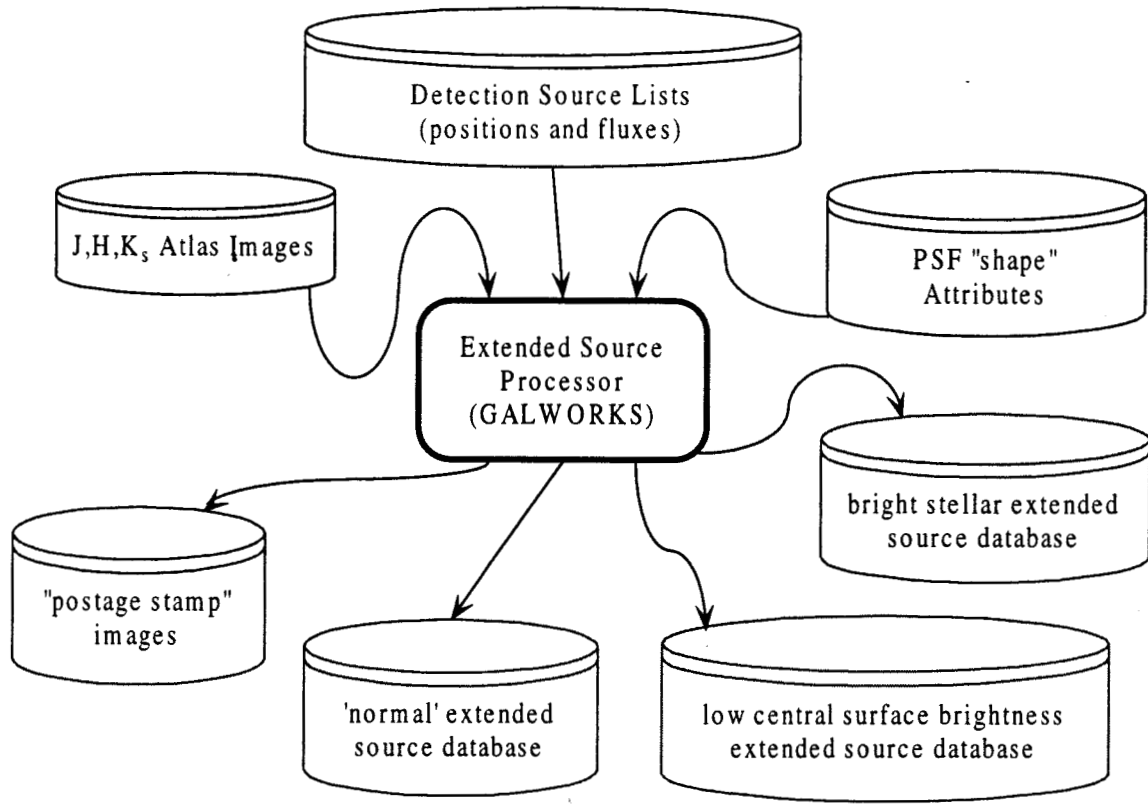 Detection Source Lists
(positions and fluxes)
J,H,Kₛ Atlas Images
PSF "shape"
Attributes
Extended Source
Processor
(GALWORKS)
bright stellar extended
source database
"postage stamp"
images
'normal' extended
source database
low central surface brightness
extended source database